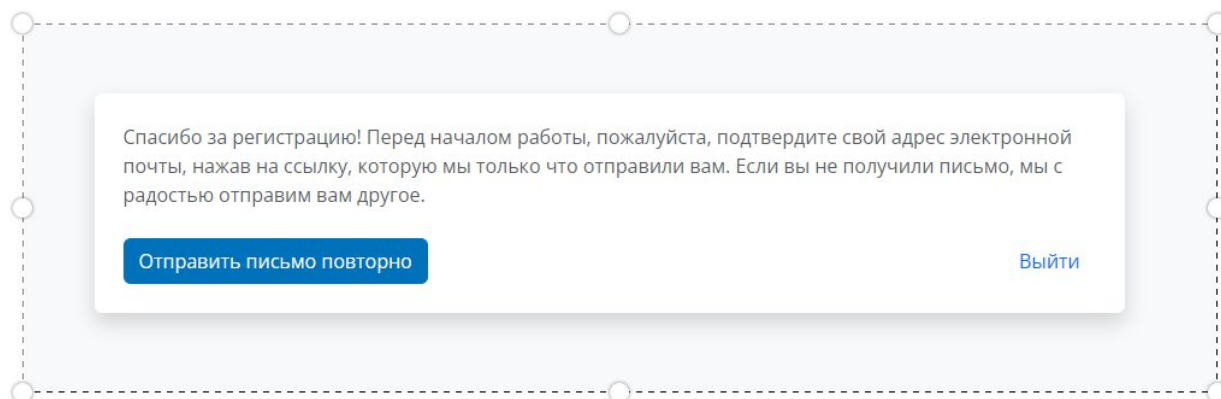 Спасибо за регистрацию! Перед началом работы, пожалуйста, подтвердите свой адрес электронной
почты, нажав на ссылку, которую мы только что отправили вам. Если вы не получили письмо, мы с
радостью отправим вам другое.
Отправить письмо повторно
Выйти